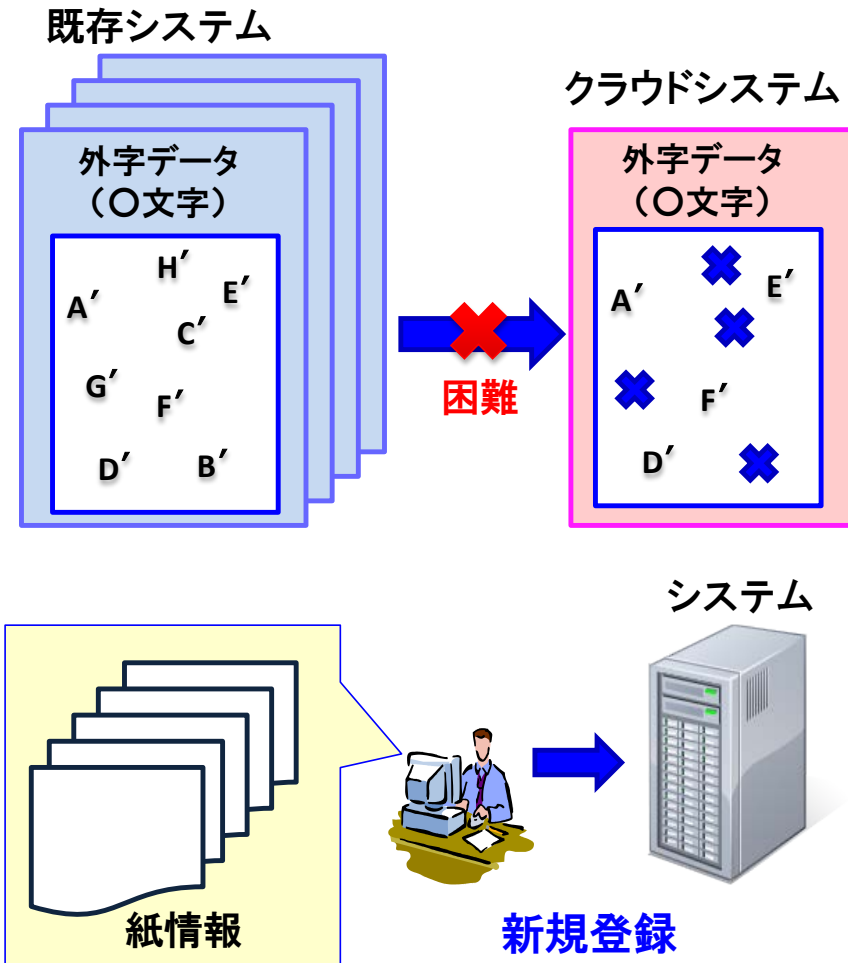 既存システム
外字データ
（〇文字）
H′
E′
A′
C′
G′
F′
D′
B′
困難
クラウドシステム
外字データ
（〇文字）
A′
E′
F′
D′
紙情報
システム
新規登録